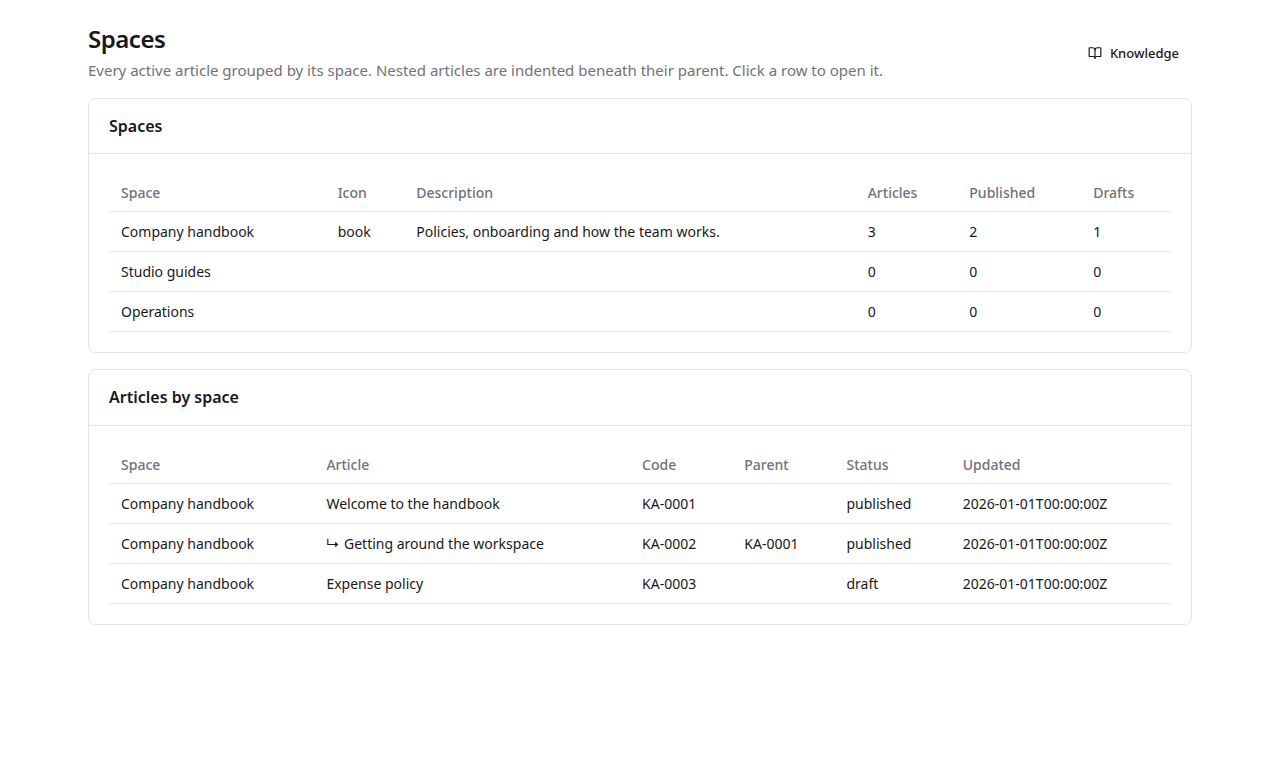 Spaces
Knowledge
Every active article grouped by its space. Nested articles are indented beneath their parent. Click a row to open it.
Spaces
Space Icon Description Articles Published Drafts
Company handbook book Policies, onboarding and how the team works. 3 2 1
Studio guides 0 0 0
Operations 0 0 0
Articles by space
Space Article Code Parent Status Updated
Company handbook Welcome to the handbook KA-0001 published 2026-01-01T00:00:00Z
Company handbook ↳ Getting around the workspace KA-0002 KA-0001 published 2026-01-01T00:00:00Z
Company handbook Expense policy KA-0003 draft 2026-01-01T00:00:00Z